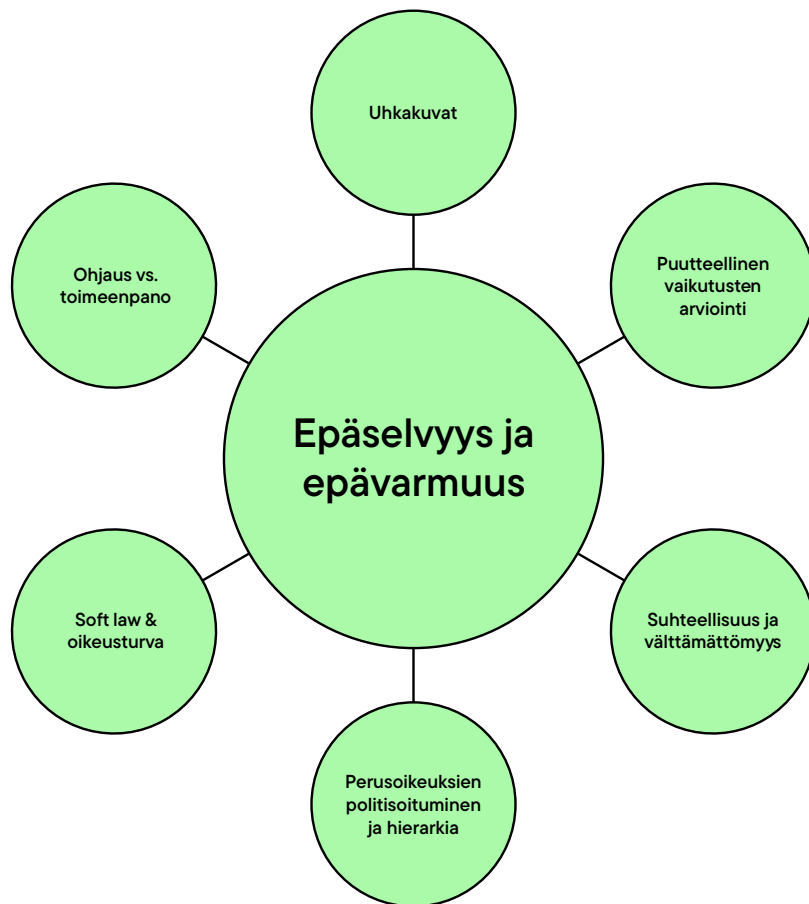 Uhkakuvat
Ohjaus vs.
toimeenpano
Puutteellinen
vaikutusten
arviointi
Epäselvyys ja
epävarmuus
Soft law &
oikeusturva
Suhteellisuus ja
välttämättömyys
Perusoikeuksien
politisoituminen
ja hierarkia